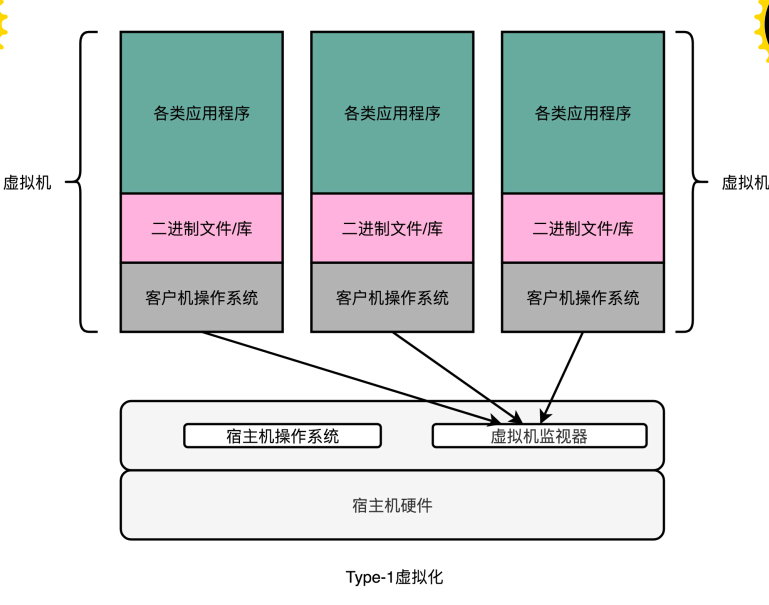 各类应用程序
各类应用程序
各类应用程序
虚拟机
虚拟机
二进制文件/库
二进制文件/库
二进制文件/库
客户机操作系统
客户机操作系统
客户机操作系统
宿主机操作系统
虚拟机监视器
宿主机硬件
Type-1虚拟化